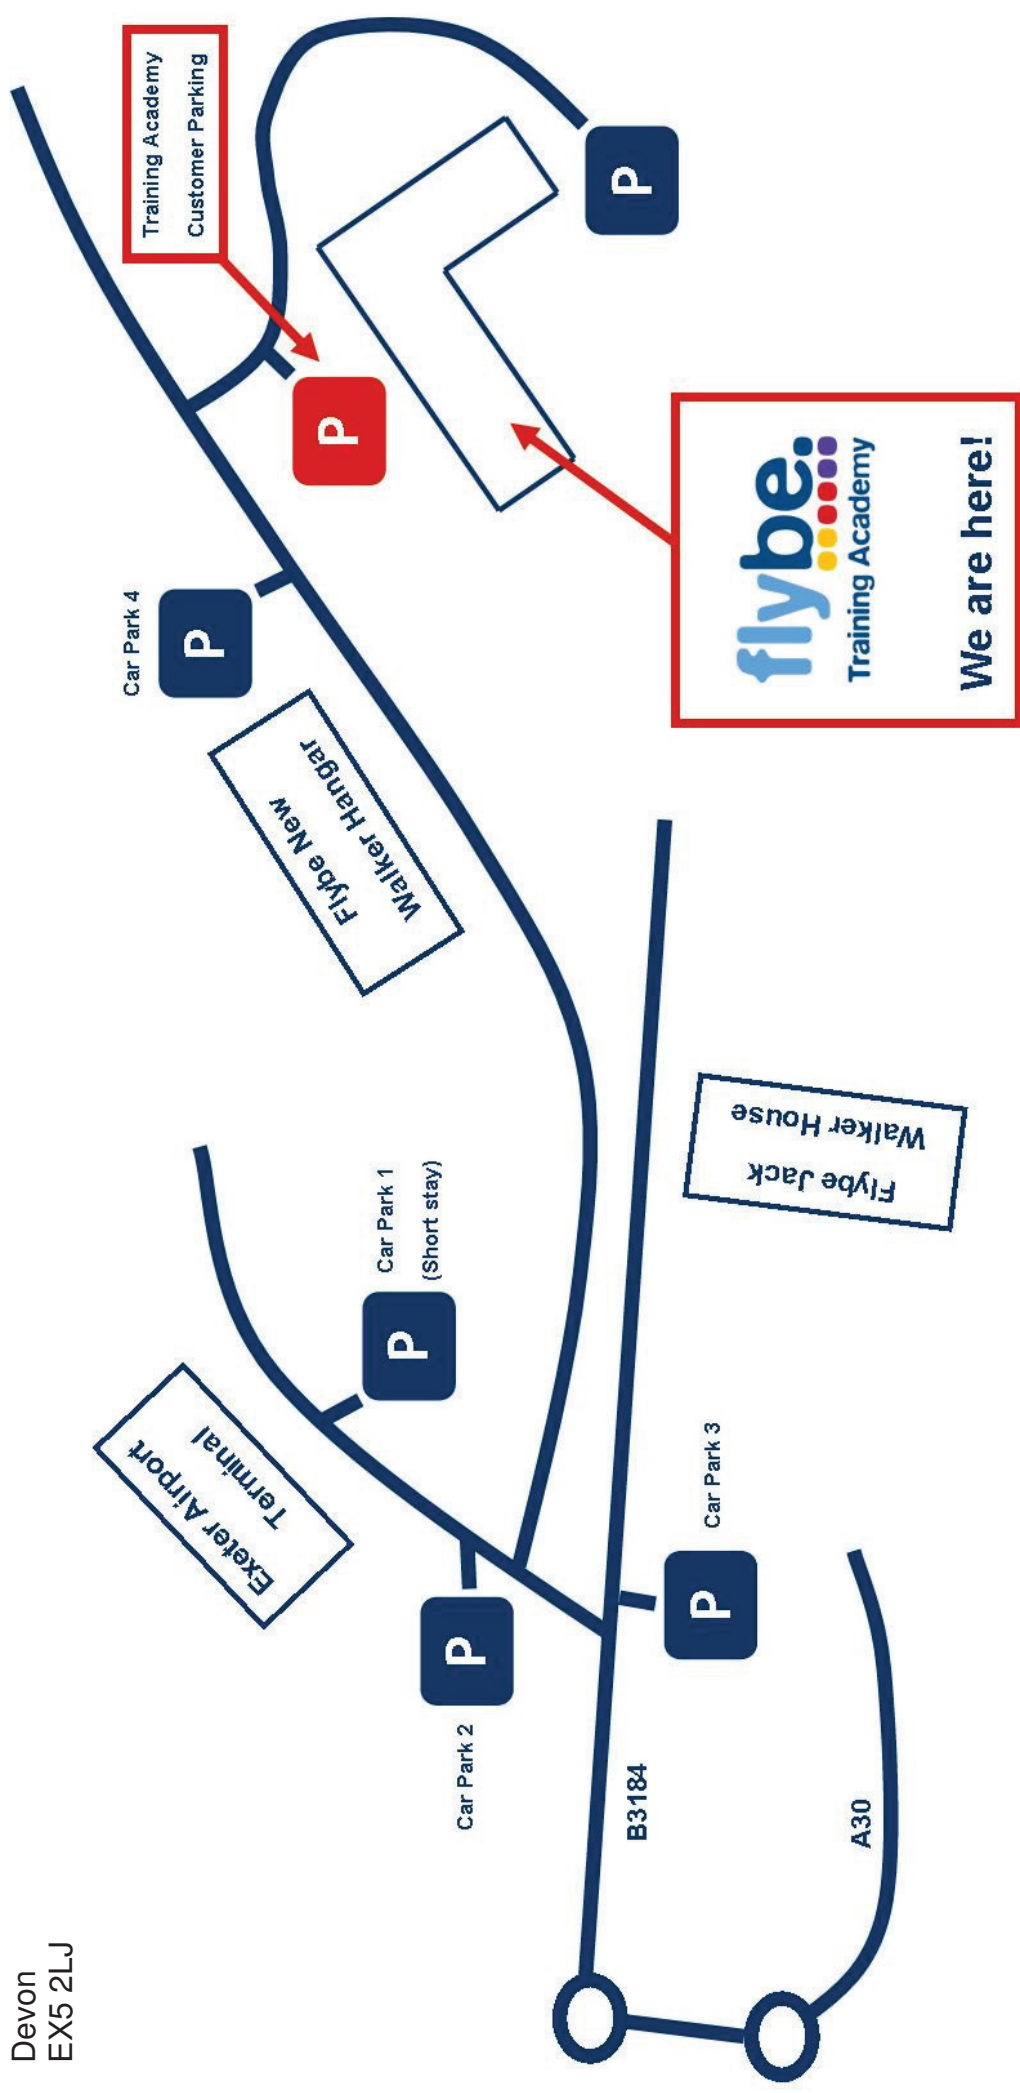 Devon
EX5 2LJ
Training Academy
Customer Parking
P
P
Car Park 4
P
Flybe New
Walker Hangar
flybe.
Training Academy
We are here!
Exeter Airport
Terminal
Car Park 1
(Short stay)
P
Car Park 2
P
Car Park 3
P
Flybe Jack
Walker House
B3184
A30